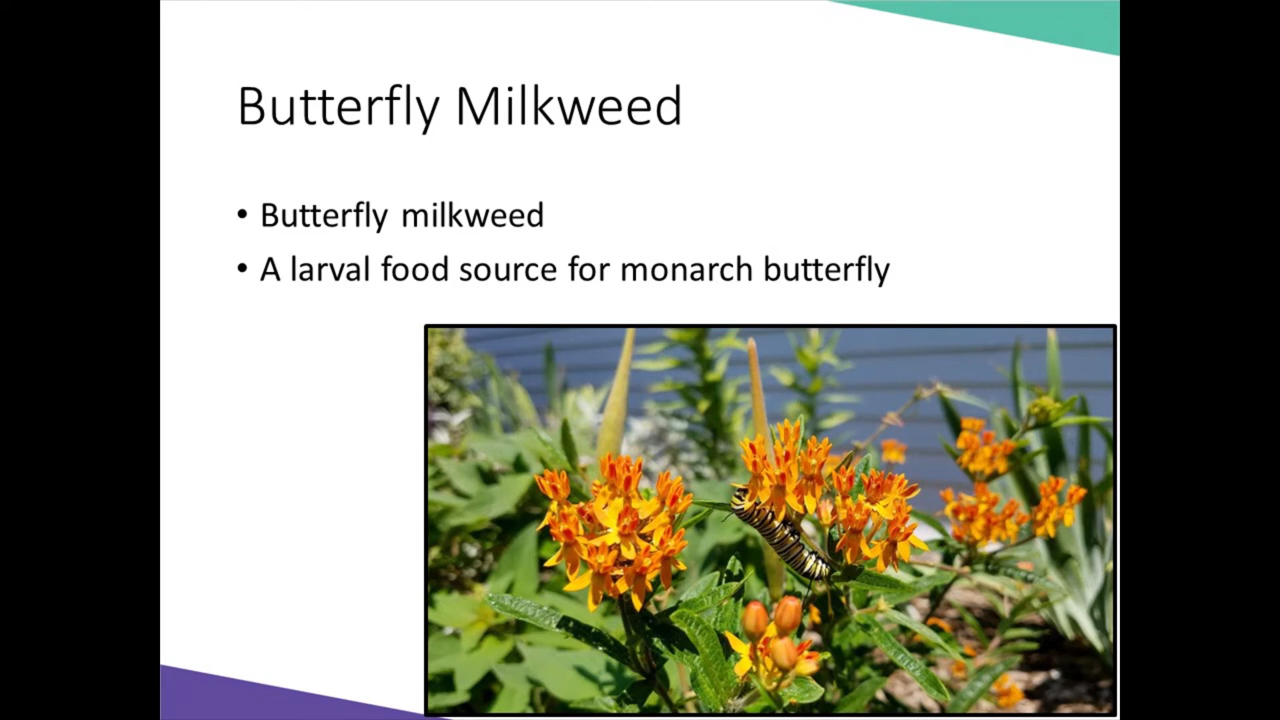 Butterfly Milkweed
• Butterfly milkweed
• A larval food source for monarch butterfly